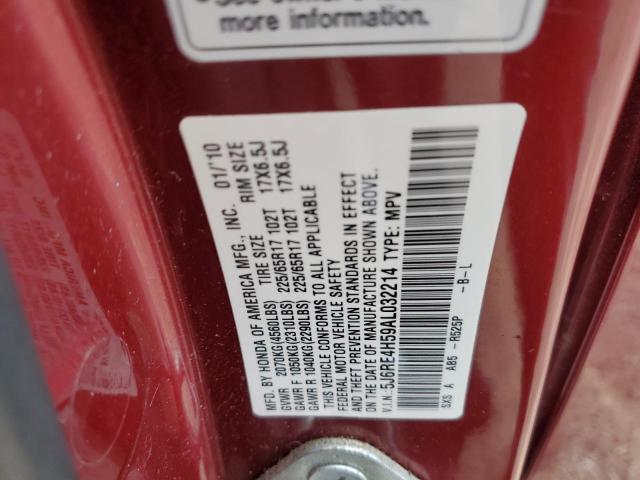 more information.
MFD. BY HONDA OF AMERICA MFG., INC. 01/'10
TIRE SIZE RIM SIZE
GVWR 2070KG(4560LBS)
GAWR F 1050KG(2310LBS) 225/65R17 102T 17X6.5J
GAWR R 1040KG(2290LBS) 225/65R17 102T 17X6.5J
THIS VEHICLE CONFORMS TO ALL APPLICABLE
FEDERAL MOTOR VEHICLE SAFETY
AND THEFT PREVENTION STANDARDS IN EFFECT
ON THE DATE OF MANUFACTURE SHOWN ABOVE.
V.I.N.:5J6RE4H59AL032214 TYPE: MPV
SXS A A85 -R525P -B-L